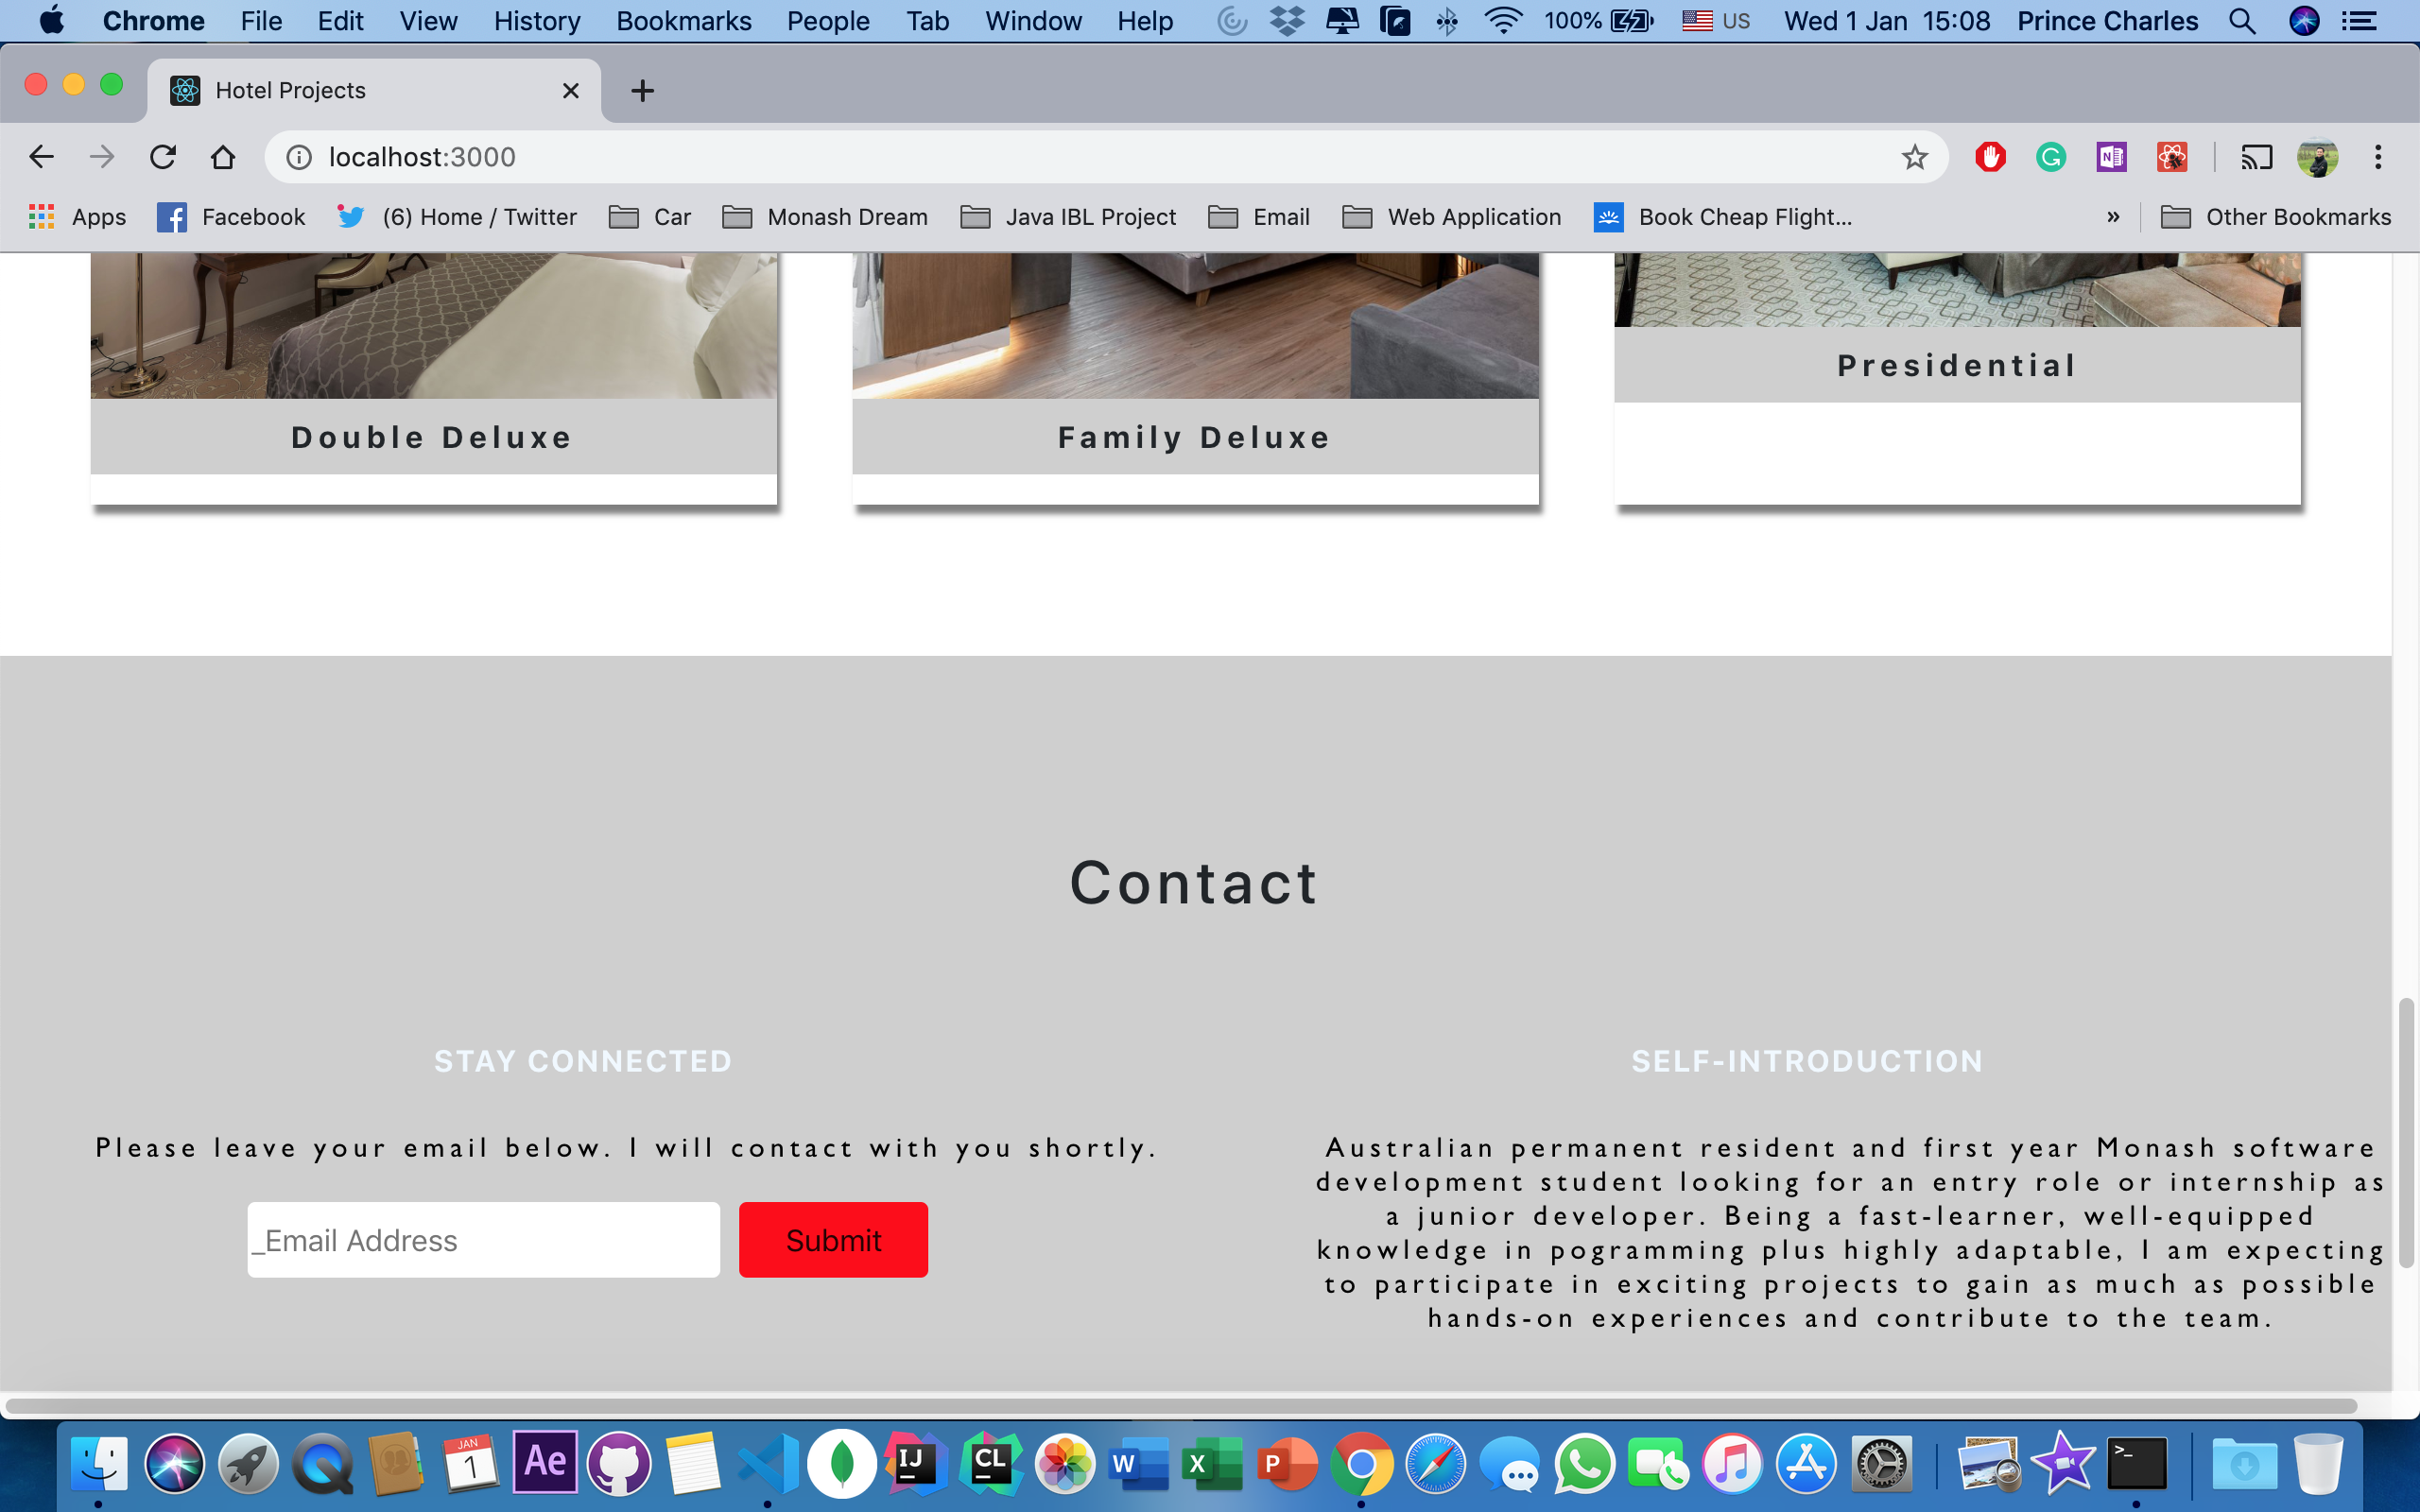 Chrome File Edit View History Bookmarks People Tab Window Help 100% US Wed 1 Jan 15:08 Prince Charles
Hotel Projects
localhost:3000
Apps Facebook (6) Home / Twitter Car Monash Dream Java IBL Project Email Web Application Book Cheap Flight... » Other Bookmarks
Presidential
Double Deluxe Family Deluxe
Contact
STAY CONNECTED
Please leave your email below. I will contact with you shortly.
_Email Address Submit
SELF-INTRODUCTION
Australian permanent resident and first year Monash software
development student looking for an entry role or internship as
a junior developer. Being a fast-learner, well-equipped
knowledge in pogramming plus highly adaptable, I am expecting
to participate in exciting projects to gain as much as possible
hands-on experiences and contribute to the team.
JAN
1 Ae IJ CL W X P >_